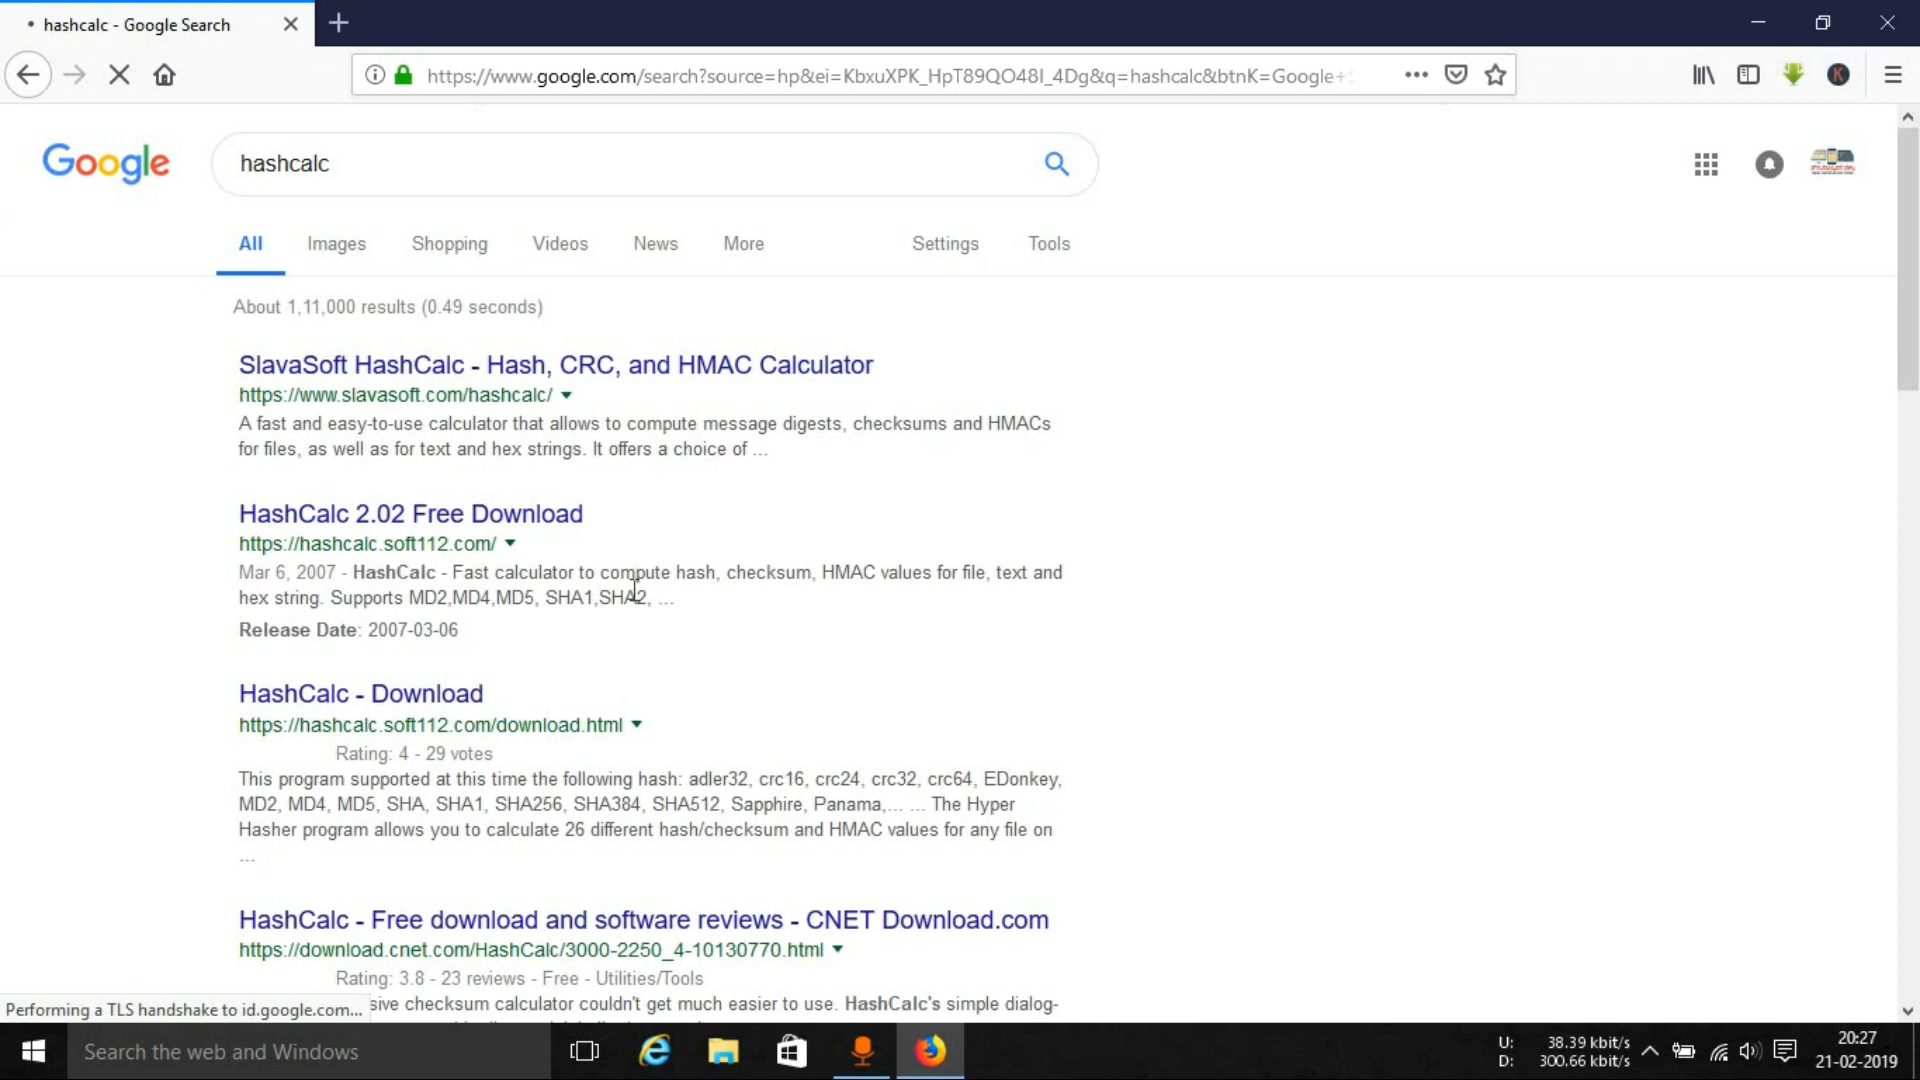 hashcalc - Google Search
https://www.google.com/search?source=hp&ei=KbxuXPK_HpT89QO48I_4Dg&q=hashcalc&btnK=Google+
K
Google
hashcalc
All Images Shopping Videos News More Settings Tools
About 1,11,000 results (0.49 seconds)
SlavaSoft HashCalc - Hash, CRC, and HMAC Calculator
https://www.slavasoft.com/hashcalc/
A fast and easy-to-use calculator that allows to compute message digests, checksums and HMACs
for files, as well as for text and hex strings. It offers a choice of ...
HashCalc 2.02 Free Download
https://hashcalc.soft112.com/
Mar 6, 2007 - HashCalc - Fast calculator to compute hash, checksum, HMAC values for file, text and
hex string. Supports MD2,MD4,MD5, SHA1,SHA2, ...
Release Date: 2007-03-06
HashCalc - Download
https://hashcalc.soft112.com/download.html
Rating: 4 - 29 votes
This program supported at this time the following hash: adler32, crc16, crc24, crc32, crc64, EDonkey,
MD2, MD4, MD5, SHA, SHA1, SHA256, SHA384, SHA512, Sapphire, Panama,... ... The Hyper
Hasher program allows you to calculate 26 different hash/checksum and HMAC values for any file on
...
HashCalc - Free download and software reviews - CNET Download.com
https://download.cnet.com/HashCalc/3000-2250_4-10130770.html
Rating: 3.8 - 23 reviews - Free - Utilities/Tools
sive checksum calculator couldn't get much easier to use. HashCalc's simple dialog-
Performing a TLS handshake to id.google.com...
Search the web and Windows
U: 38.39 kbit/s
D: 300.66 kbit/s
20:27
21-02-2019